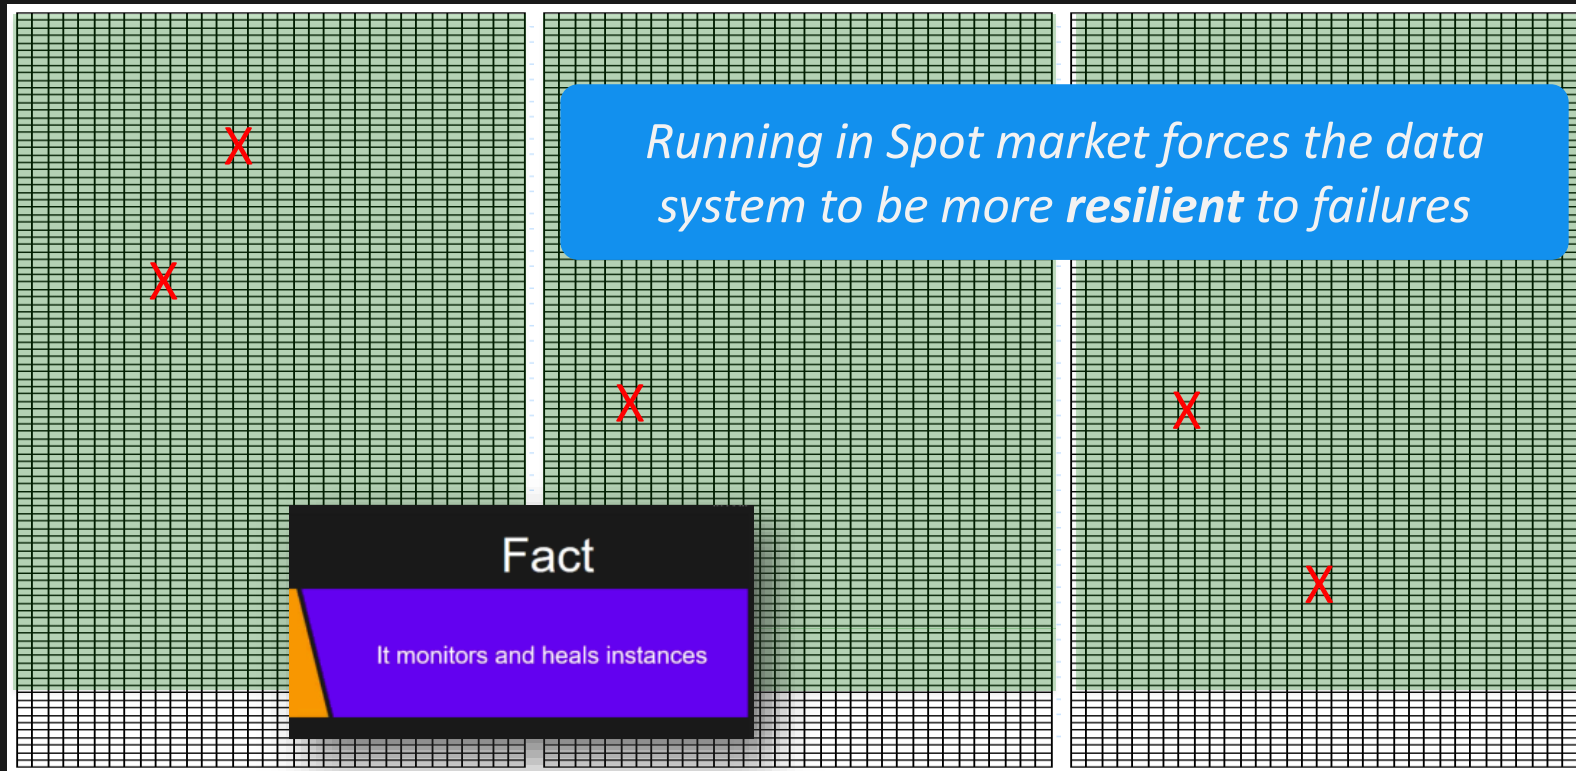 X
Running in Spot market forces the data
system to be more resilient to failures
X
X
X
Fact
X
It monitors and heals instances